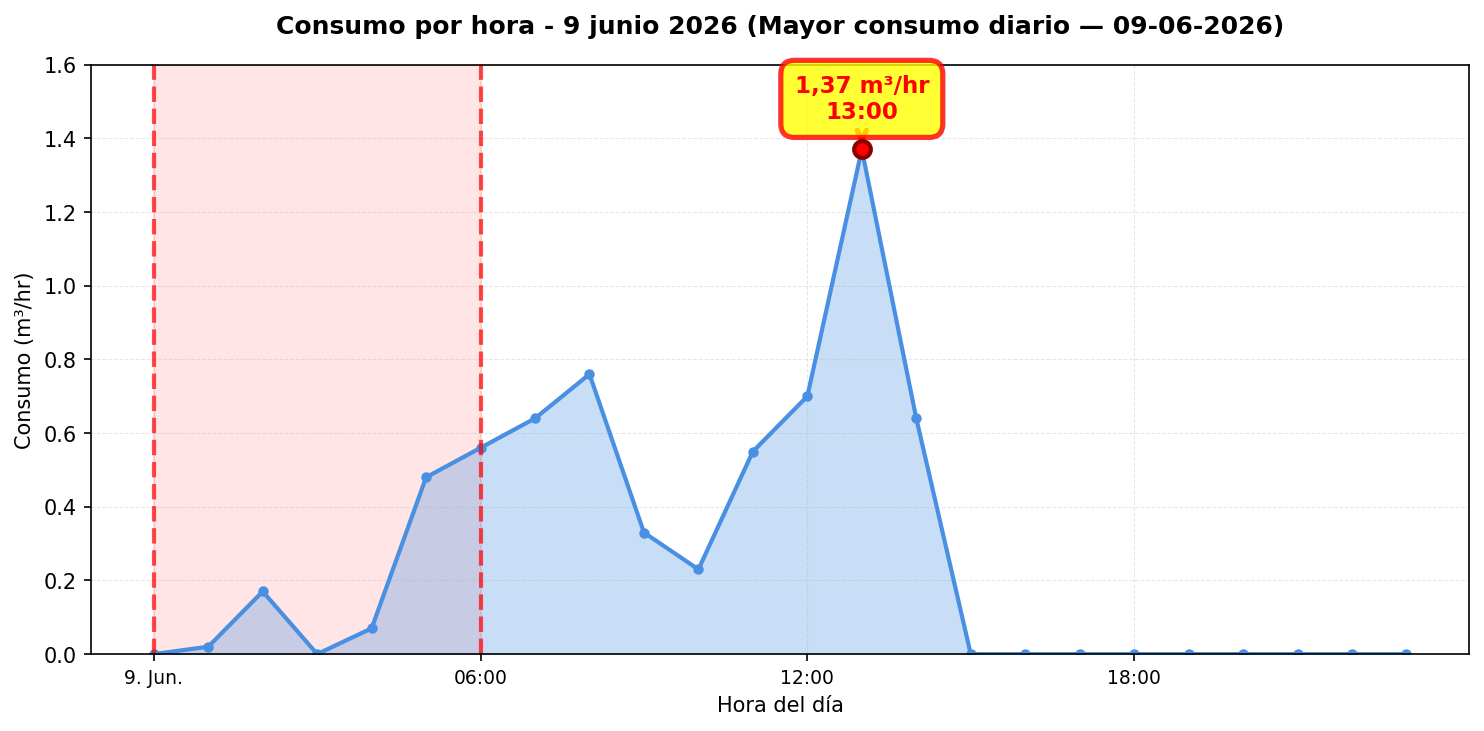 Consumo por hora - 9 junio 2026 (Mayor consumo diario — 09-06-2026)
1,37 m³/hr
13:00
Consumo (m³/hr)
1.6
1.4
1.2
1.0
0.8
0.6
0.4
0.2
0.0
9. Jun.
06:00
12:00
18:00
Hora del día